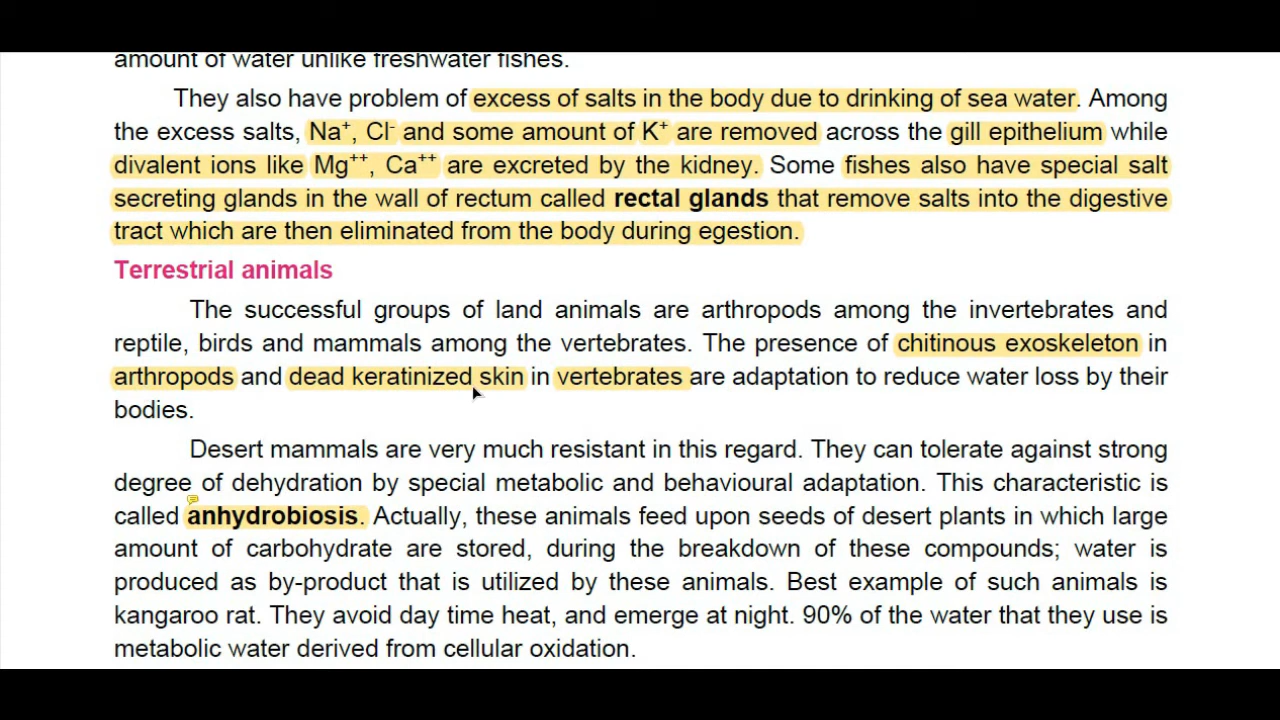 amount of water unlike freshwater fishes.
They also have problem of excess of salts in the body due to drinking of sea water. Among
the excess salts, Na⁺, Cl⁻ and some amount of K⁺ are removed across the gill epithelium while
divalent ions like Mg⁺⁺, Ca⁺⁺ are excreted by the kidney. Some fishes also have special salt
secreting glands in the wall of rectum called rectal glands that remove salts into the digestive
tract which are then eliminated from the body during egestion.
Terrestrial animals
The successful groups of land animals are arthropods among the invertebrates and
reptile, birds and mammals among the vertebrates. The presence of chitinous exoskeleton in
arthropods and dead keratinized skin in vertebrates are adaptation to reduce water loss by their
bodies.
Desert mammals are very much resistant in this regard. They can tolerate against strong
degree of dehydration by special metabolic and behavioural adaptation. This characteristic is
called anhydrobiosis. Actually, these animals feed upon seeds of desert plants in which large
amount of carbohydrate are stored, during the breakdown of these compounds; water is
produced as by-product that is utilized by these animals. Best example of such animals is
kangaroo rat. They avoid day time heat, and emerge at night. 90% of the water that they use is
metabolic water derived from cellular oxidation.